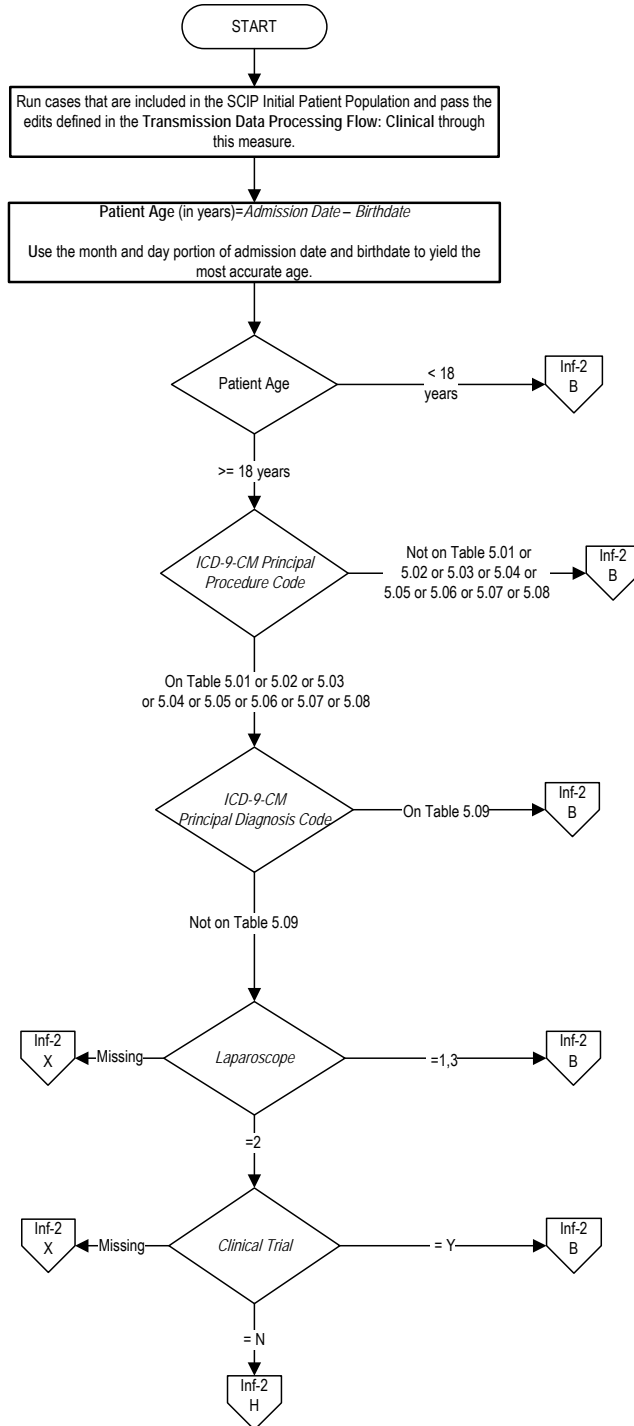 START
Run cases that are included in the SCIP Initial Patient Population and pass the
edits defined in the Transmission Data Processing Flow: Clinical through
this measure.
Patient Age (in years)=Admission Date – Birthdate
Use the month and day portion of admission date and birthdate to yield the
most accurate age.
Patient Age
< 18
years
Inf-2
B
>= 18 years
ICD-9-CM Principal
Procedure Code
Not on Table 5.01 or
5.02 or 5.03 or 5.04 or
5.05 or 5.06 or 5.07 or 5.08
Inf-2
B
On Table 5.01 or 5.02 or 5.03
or 5.04 or 5.05 or 5.06 or 5.07 or 5.08
ICD-9-CM
Principal Diagnosis Code
On Table 5.09
Inf-2
B
Not on Table 5.09
Inf-2
X
Missing
Laparoscope
=1,3
Inf-2
B
=2
Inf-2
X
Missing
Clinical Trial
= Y
Inf-2
B
= N
Inf-2
H